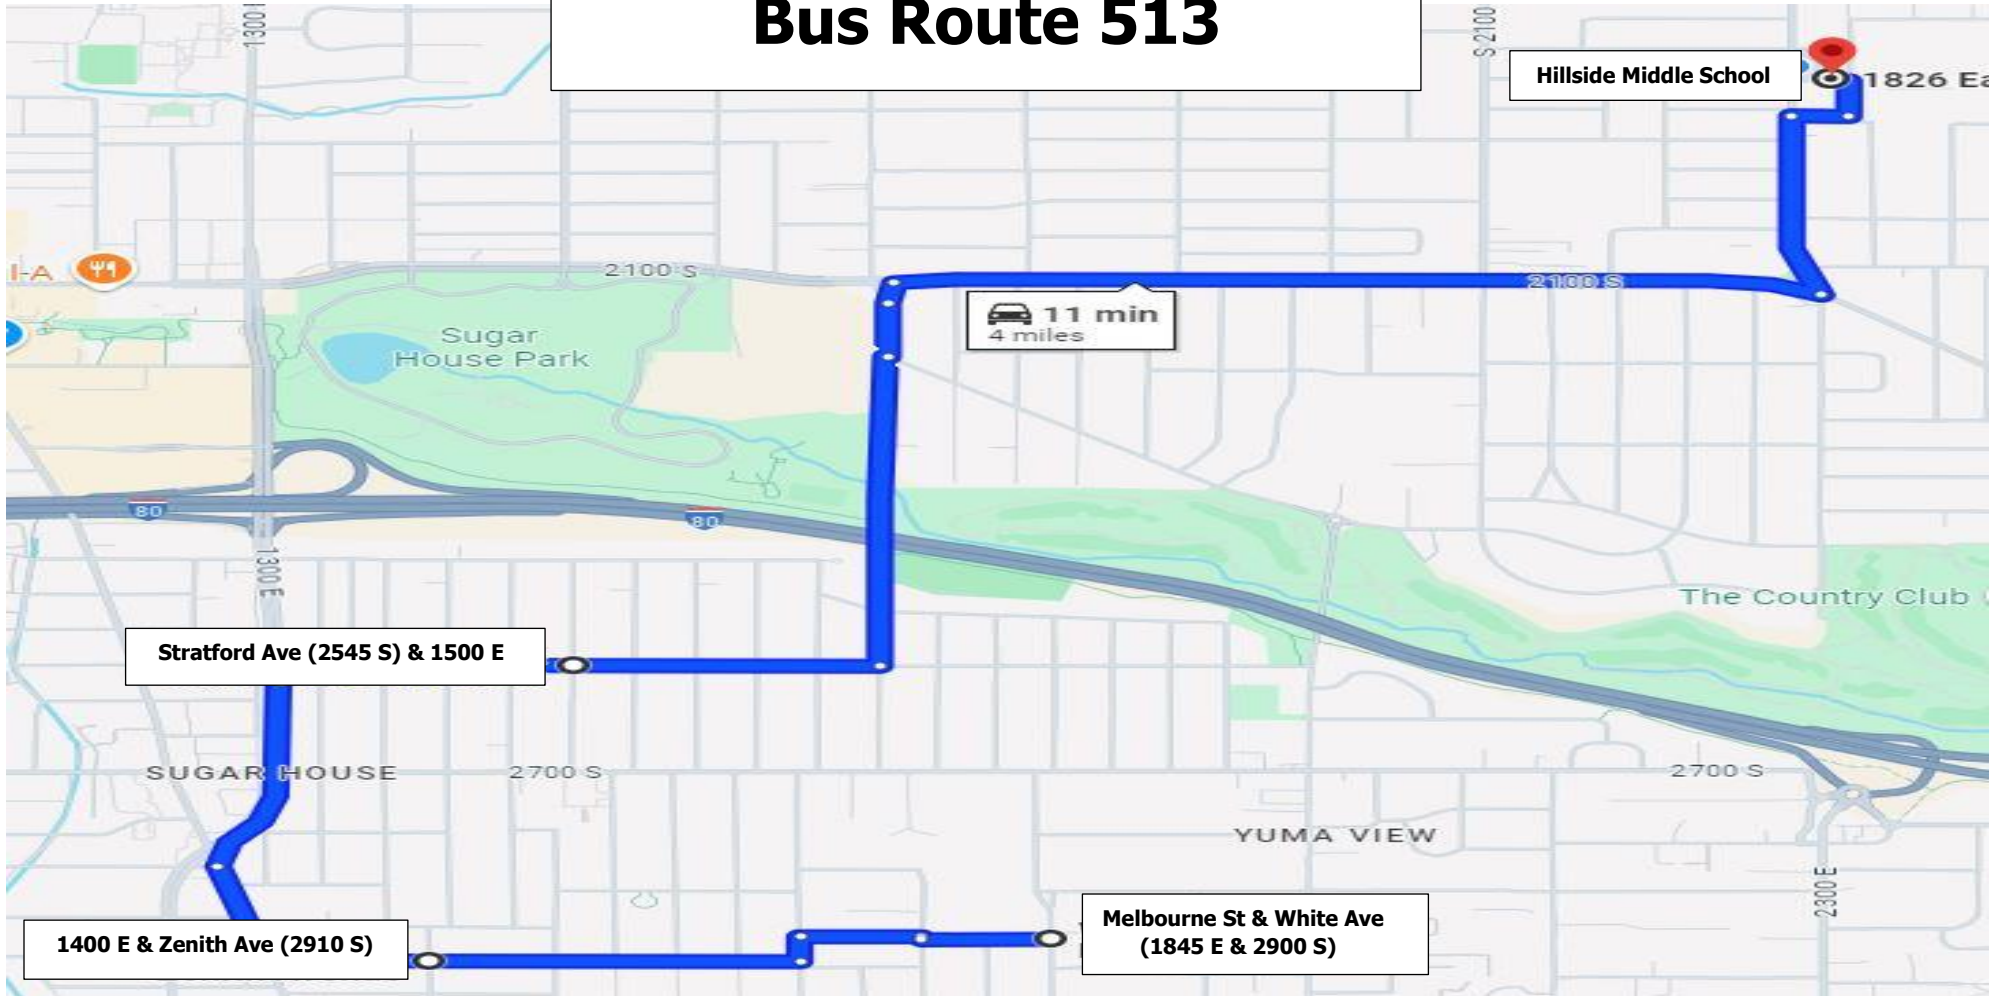 Bus Route 513
1300 E
S 2100
Hillside Middle School
1826 Ea
I-A
2100 S
2100 S
11 min
4 miles
Sugar
House Park
80
80
1300 E
The Country Club
Stratford Ave (2545 S) & 1500 E
SUGAR HOUSE
2700 S
2700 S
YUMA VIEW
2300 E
1400 E & Zenith Ave (2910 S)
Melbourne St & White Ave
(1845 E & 2900 S)